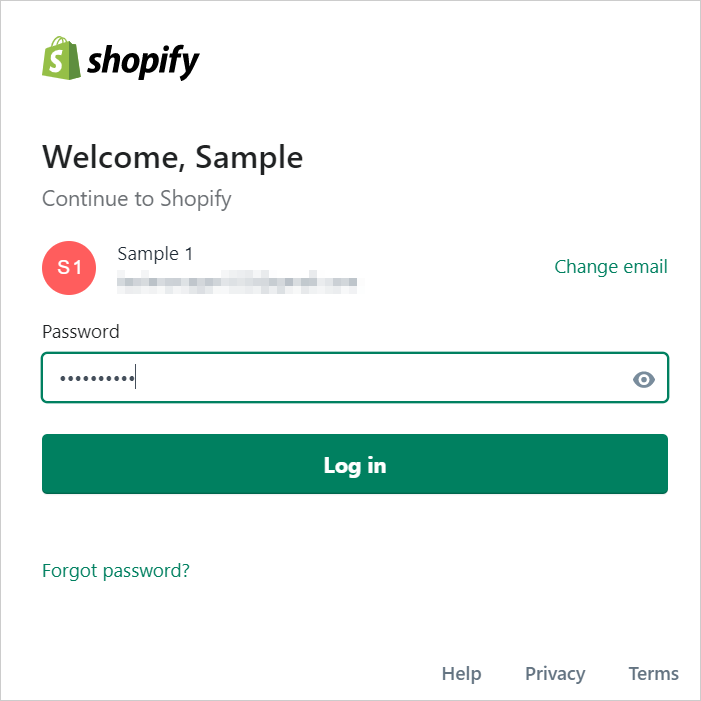 shopify
Welcome, Sample
Continue to Shopify
S1
Sample 1
Change email
Password
••••••••••
Log in
Forgot password?
Help Privacy Terms